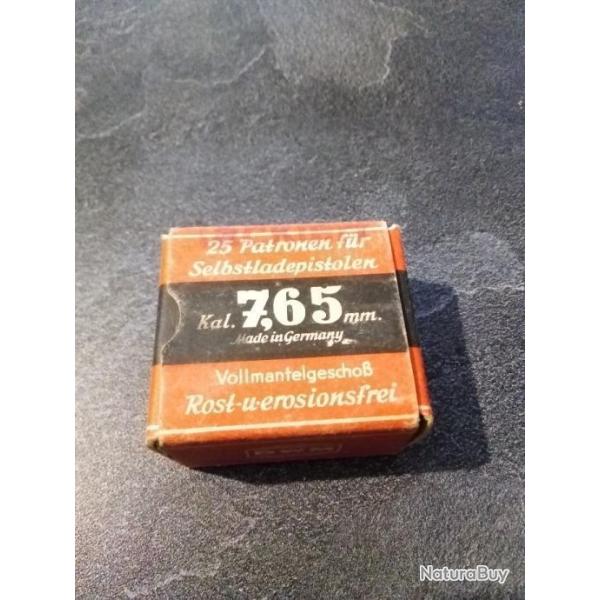 25 Patronen für
Selbstladepistolen
Kal. 7,65 mm.
Made in Germany
Vollmantelgeschoß
Rost-u-erosionsfrei
NaturaBuy